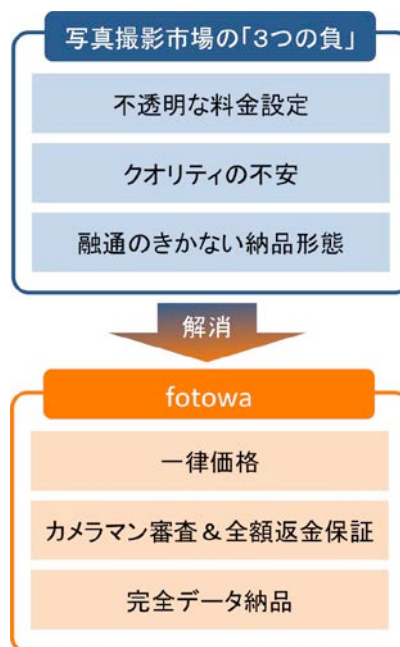 写真撮影市場の「３つの負」
不透明な料金設定
クオリティの不安
融通のきかない納品形態
解消
fotowa
一律価格
カメラマン審査＆全額返金保証
完全データ納品